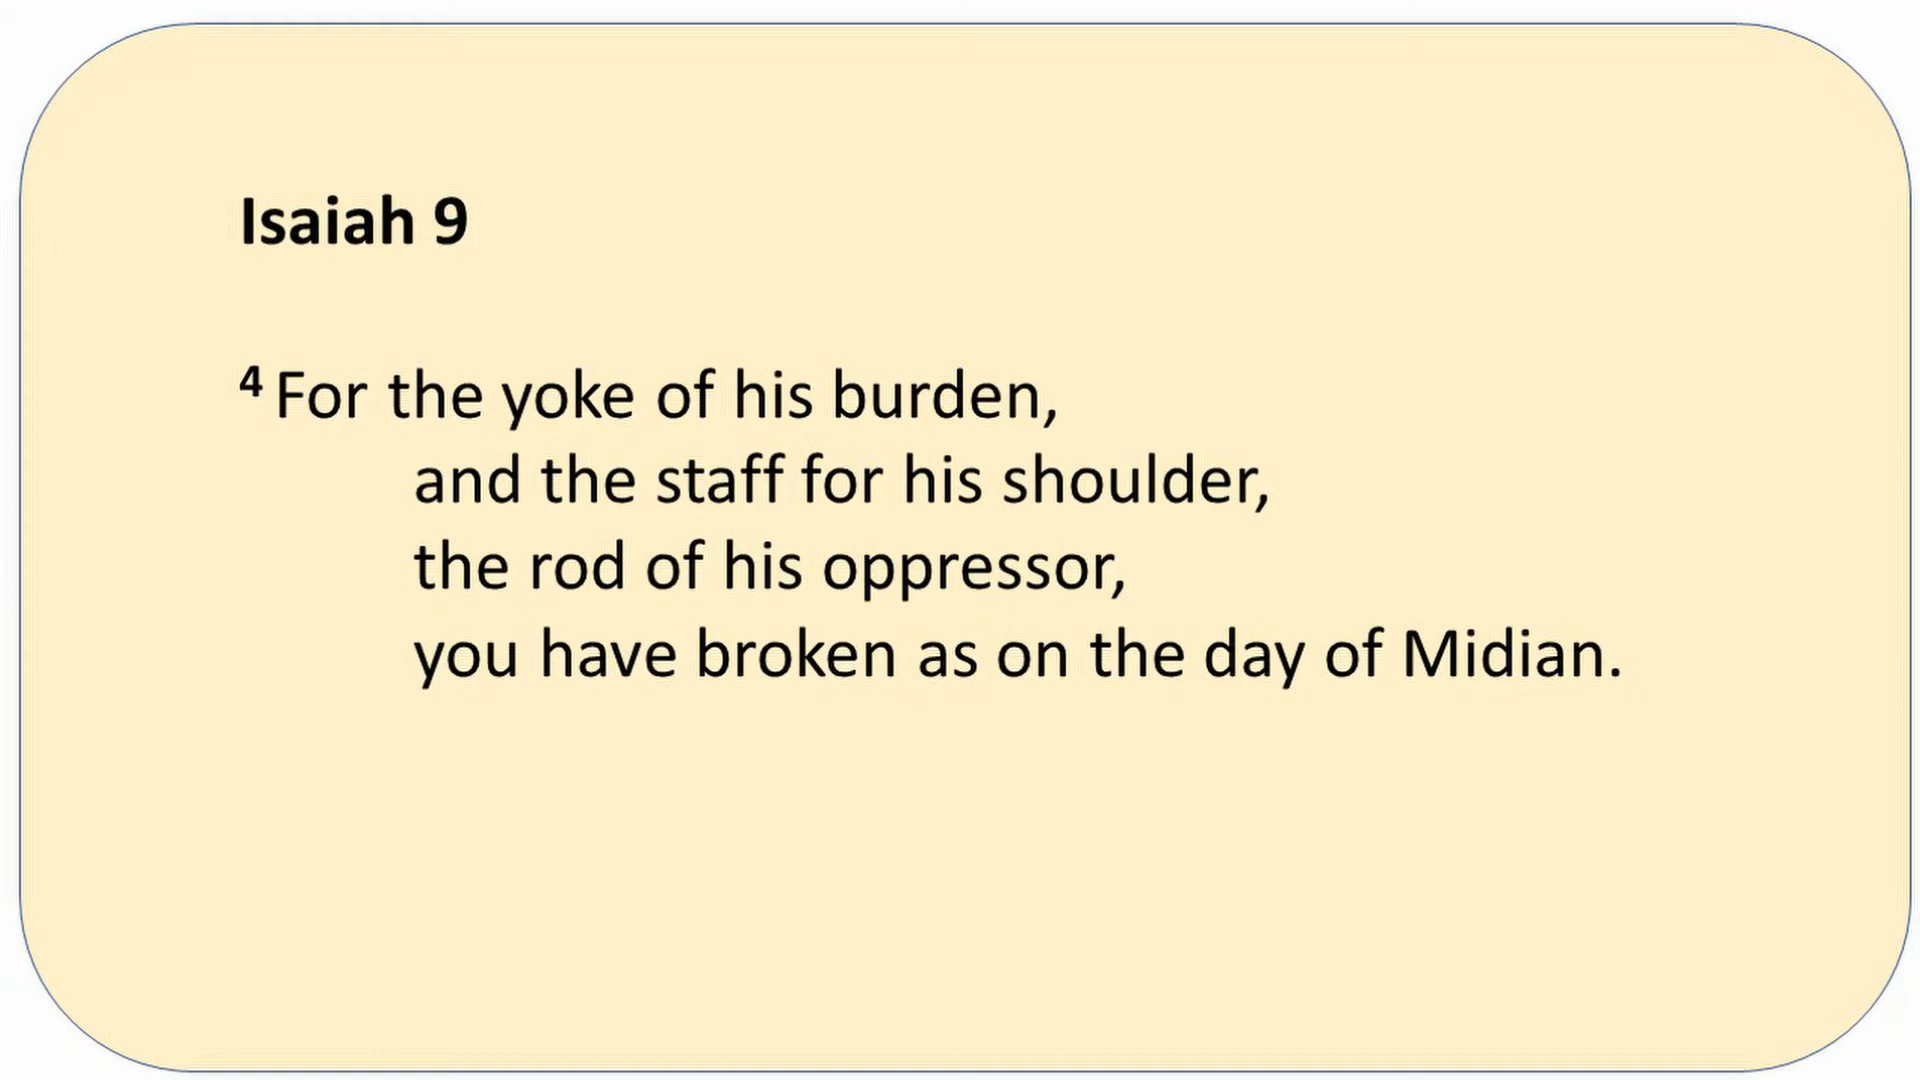 Isaiah 9
4 For the yoke of his burden,
and the staff for his shoulder,
the rod of his oppressor,
you have broken as on the day of Midian.